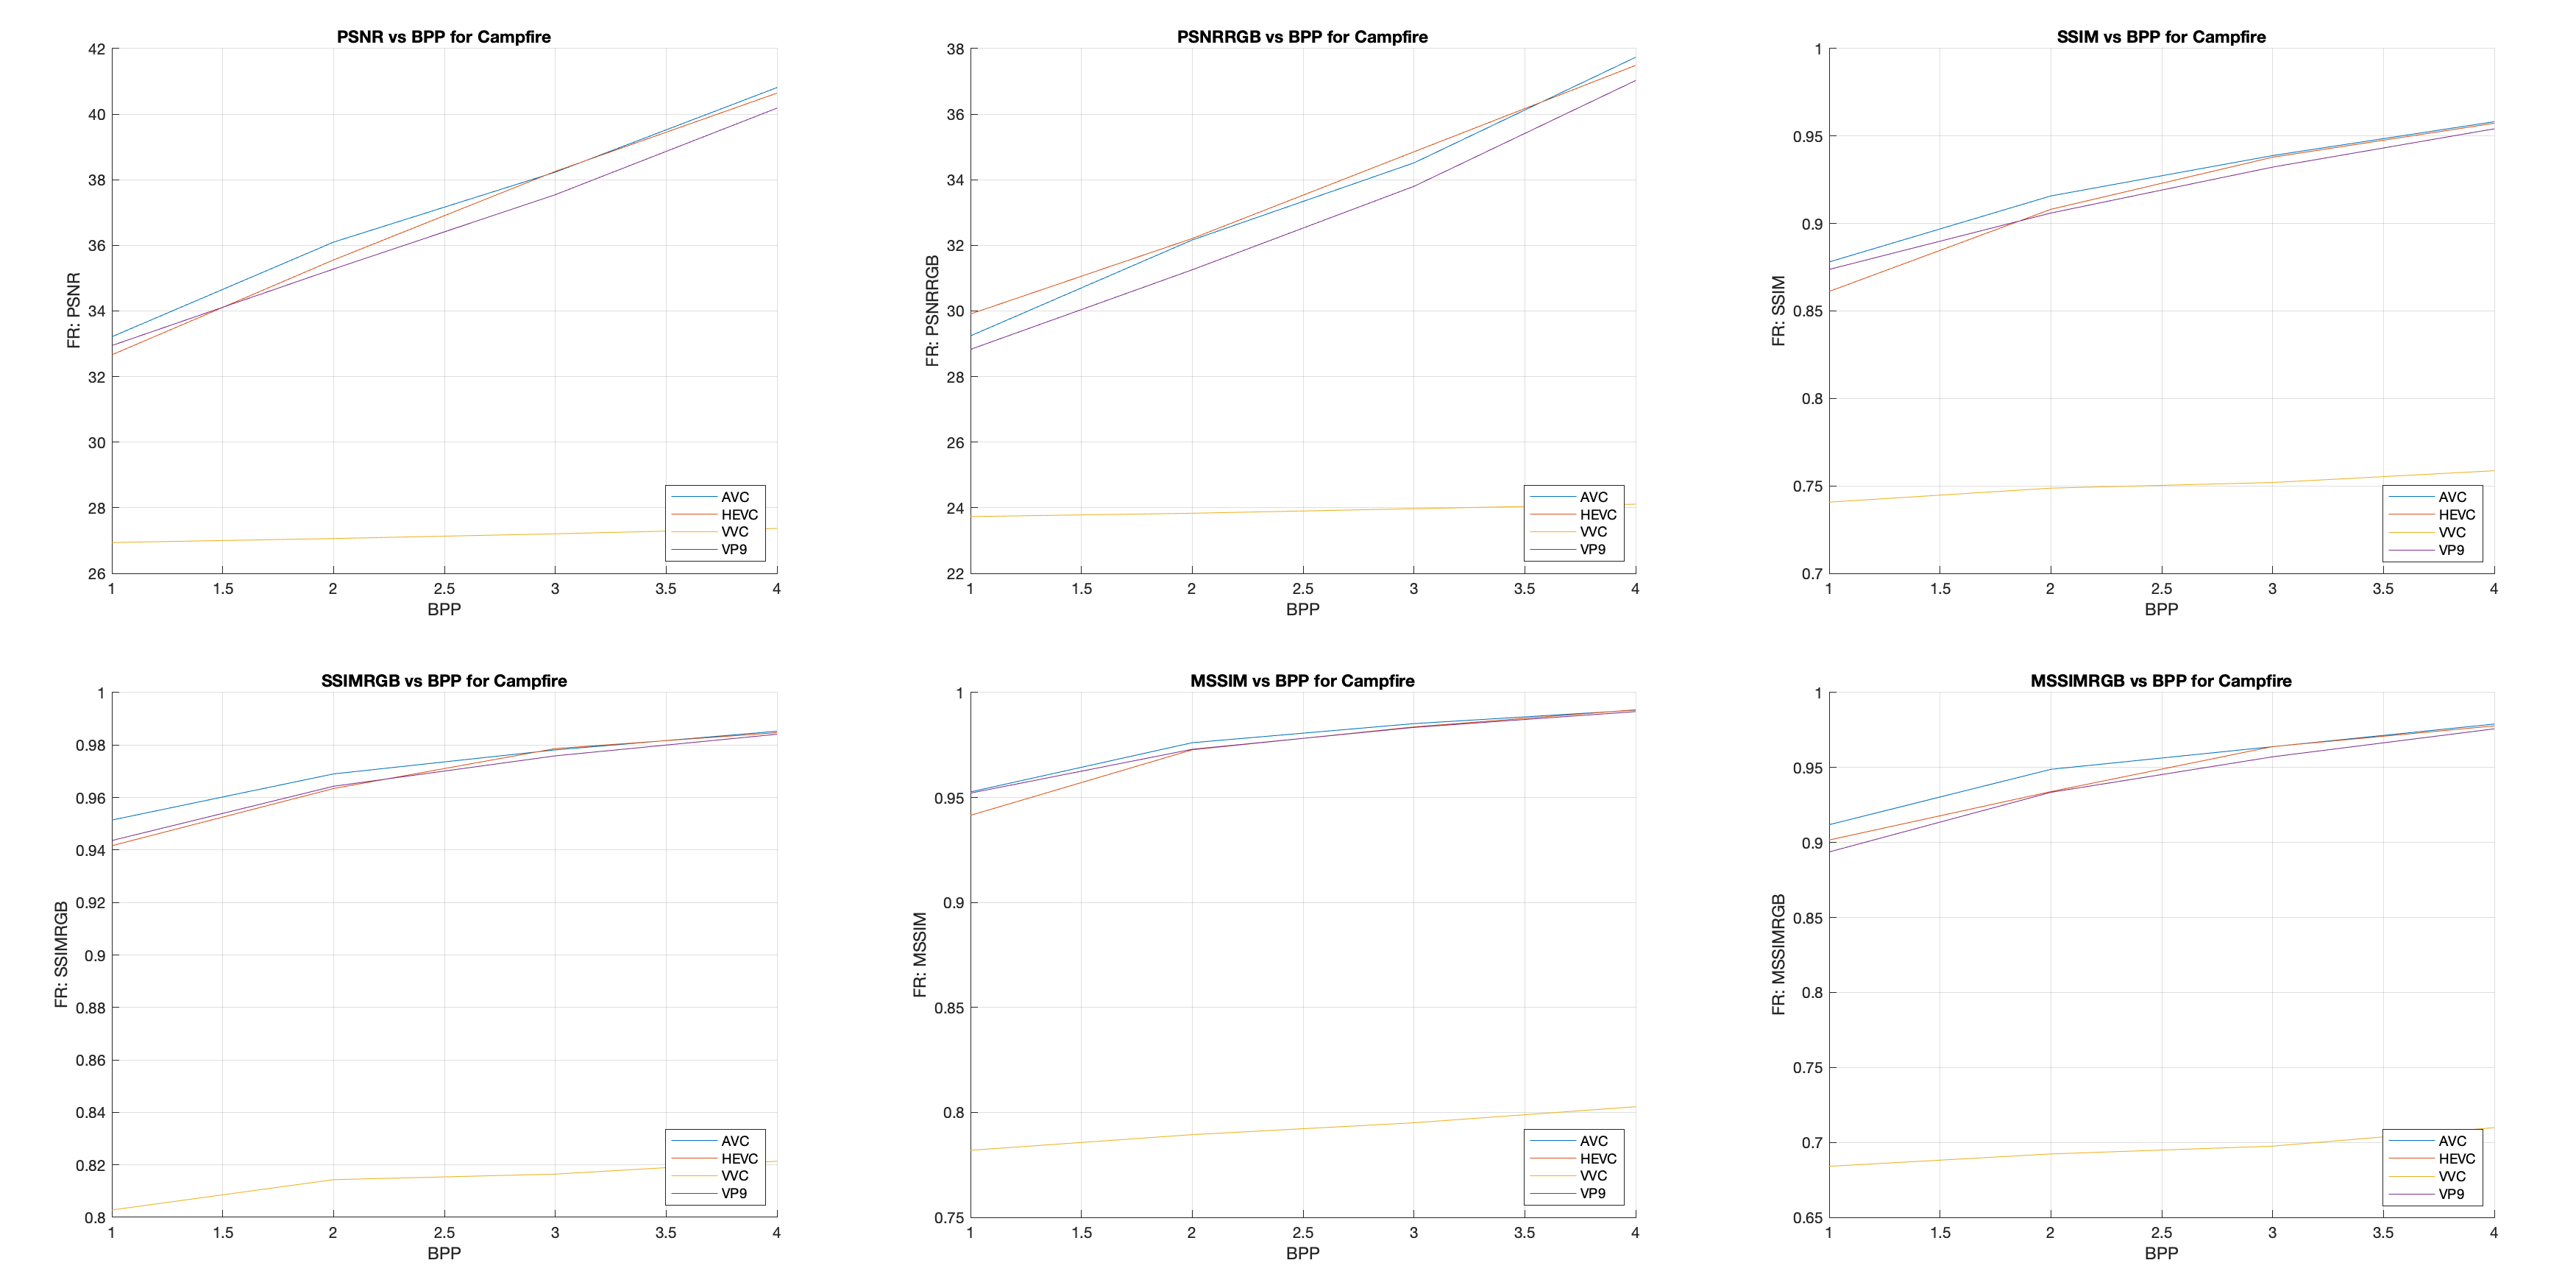 PSNR vs BPP for Campfire
42
40
38
36
34
32
30
28
26
FR: PSNR
1
1.5
2
2.5
3
3.5
4
BPP
AVC
HEVC
VVC
VP9
PSNRRGB vs BPP for Campfire
38
36
34
32
30
28
26
24
22
FR: PSNRRGB
1
1.5
2
2.5
3
3.5
4
BPP
AVC
HEVC
VVC
VP9
SSIM vs BPP for Campfire
1
0.95
0.9
0.85
0.8
0.75
0.7
FR: SSIM
1
1.5
2
2.5
3
3.5
4
BPP
AVC
HEVC
VVC
VP9
SSIMRGB vs BPP for Campfire
1
0.98
0.96
0.94
0.92
0.9
0.88
0.86
0.84
0.82
0.8
FR: SSIMRGB
1
1.5
2
2.5
3
3.5
4
BPP
AVC
HEVC
VVC
VP9
MSSIM vs BPP for Campfire
1
0.95
0.9
0.85
0.8
0.75
FR: MSSIM
1
1.5
2
2.5
3
3.5
4
BPP
AVC
HEVC
VVC
VP9
MSSIMRGB vs BPP for Campfire
1
0.95
0.9
0.85
0.8
0.75
0.7
0.65
FR: MSSIMRGB
1
1.5
2
2.5
3
3.5
4
BPP
AVC
HEVC
VVC
VP9